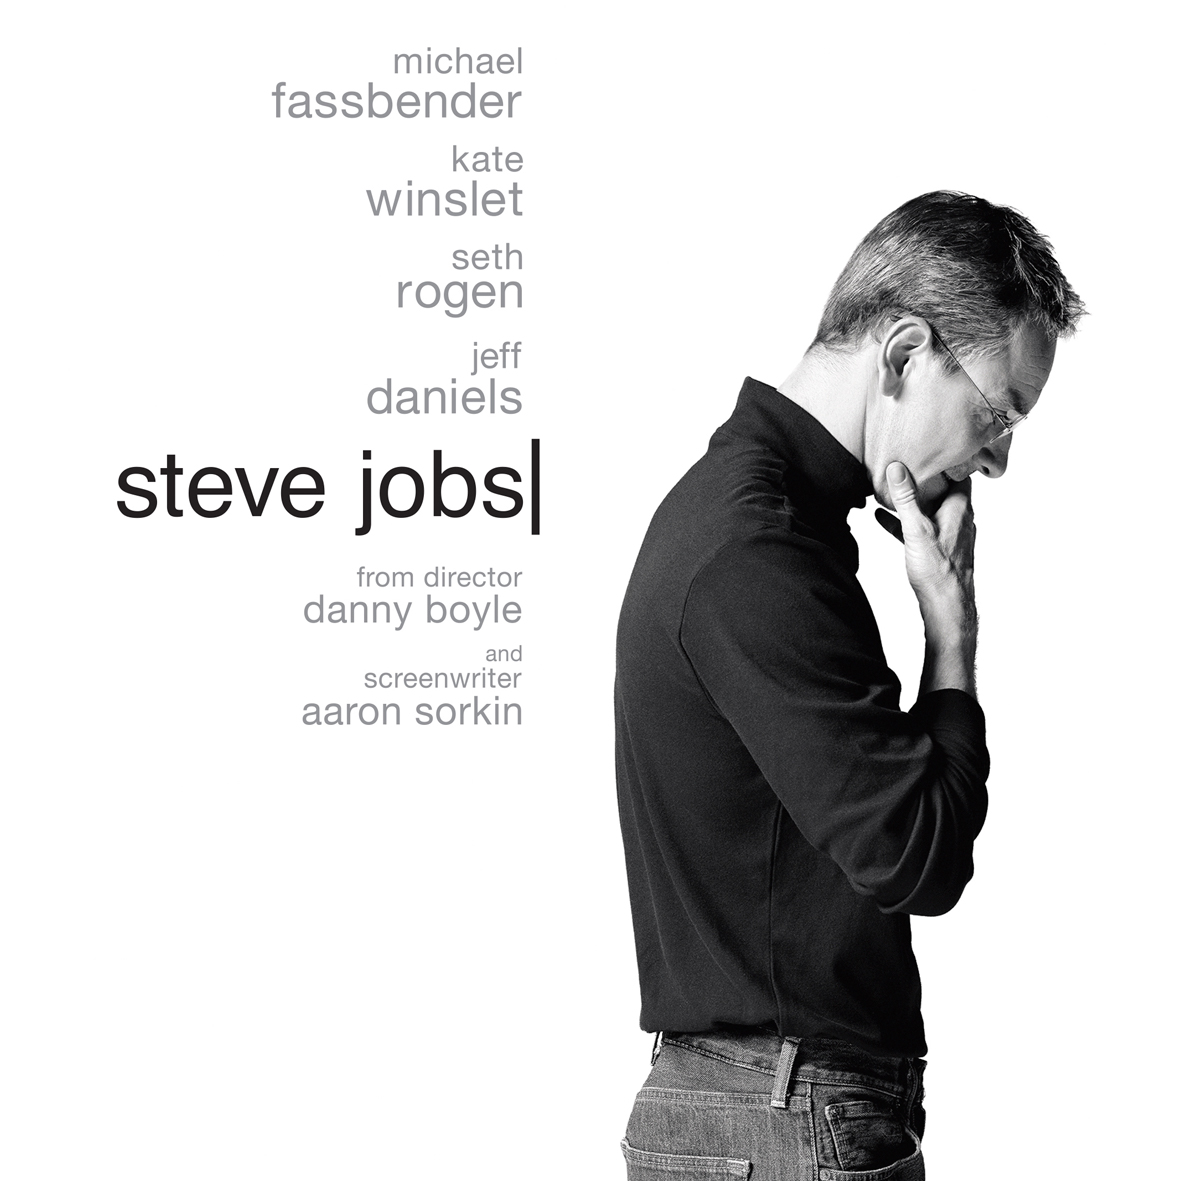 michael
fassbender
kate
winslet
seth
rogen
jeff
daniels
steve jobs|
from director
danny boyle
and
screenwriter
aaron sorkin